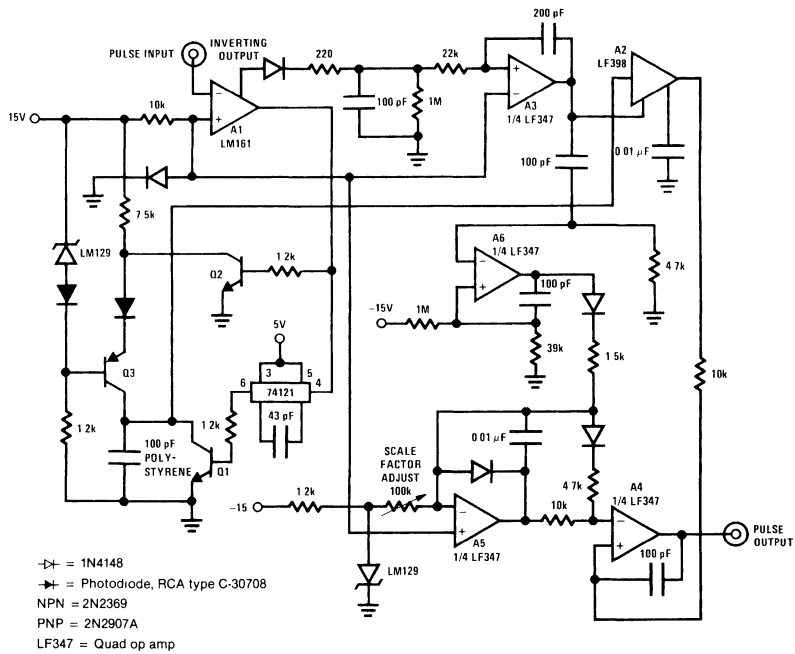 200 pF
PULSE INPUT
INVERTING
OUTPUT
220
22k
A2
LF398
10k
15V
−
+
A1
LM161
100 pF
1M
+
−
A3
1/4 LF347
100 pF
0 01 μF
7 5k
LM129
Q2
1 2k
A6
1/4 LF347
−
+
100 pF
4 7k
−15V
1M
39k
1 5k
10k
5V
3
5
6
74121
4
43 pF
Q3
1 2k
1 2k
100 pF
POLY-
STYRENE
Q1
0 01 μF
SCALE
FACTOR
ADJUST
100k
4 7k
−15
1 2k
−
+
A5
1/4 LF347
10k
A4
1/4 LF347
−
+
100 pF
PULSE
OUTPUT
LM129
= 1N4148
= Photodiode, RCA type C-30708
NPN = 2N2369
PNP = 2N2907A
LF347 = Quad op amp